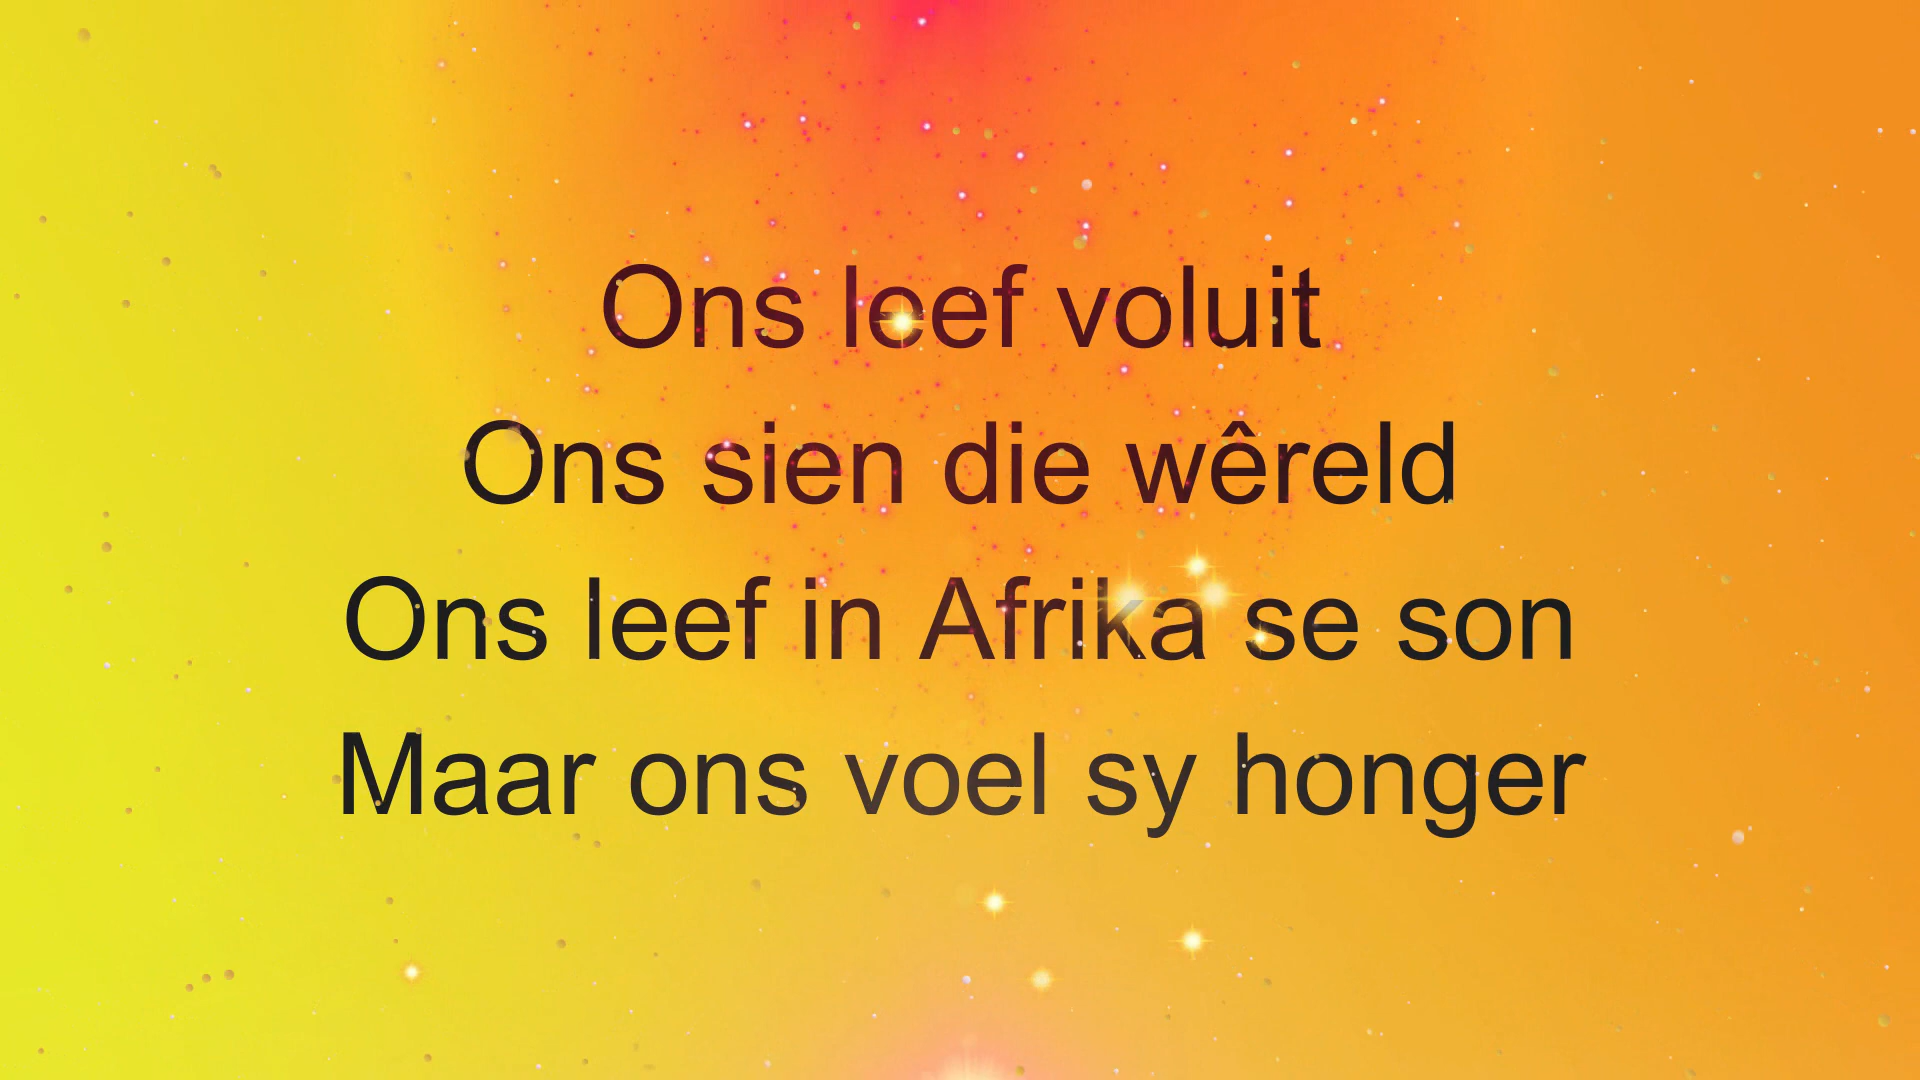 Ons leef voluit
Ons sien die wêreld
Ons leef in Afrika se son
Maar ons voel sy honger